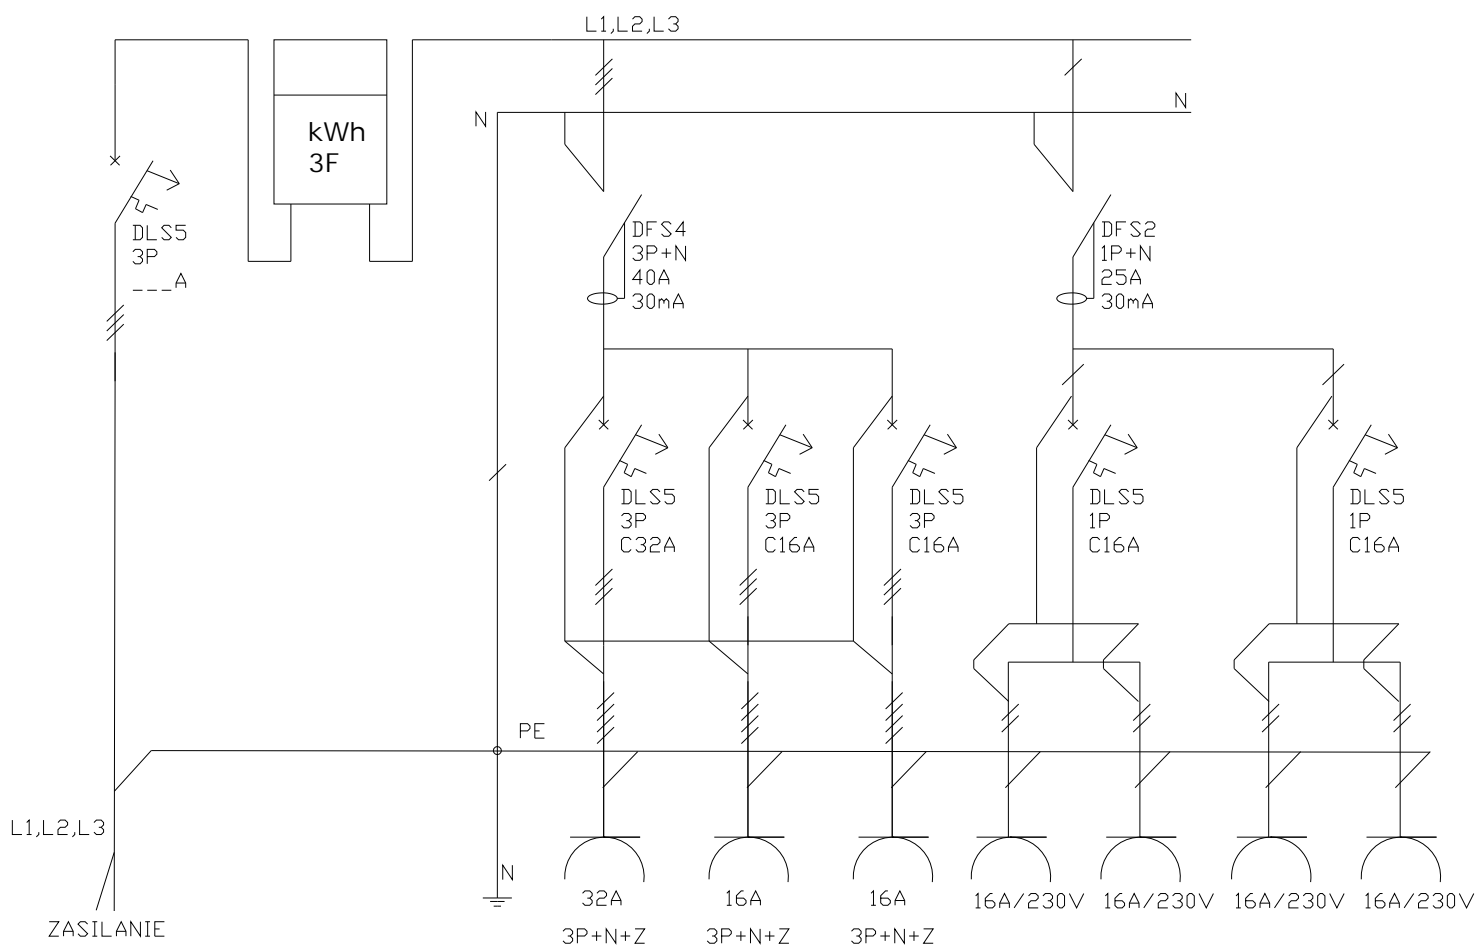 L1,L2,L3
N
N
kWh
3F
DLS5
3P
___A
DFS4
3P+N
40A
30mA
DFS2
1P+N
25A
30mA
DLS5
3P
C32A
DLS5
3P
C16A
DLS5
3P
C16A
DLS5
1P
C16A
DLS5
1P
C16A
PE
L1,L2,L3
N
ZASILANIE
32A
3P+N+Z
16A
3P+N+Z
16A
3P+N+Z
16A/230V
16A/230V
16A/230V
16A/230V